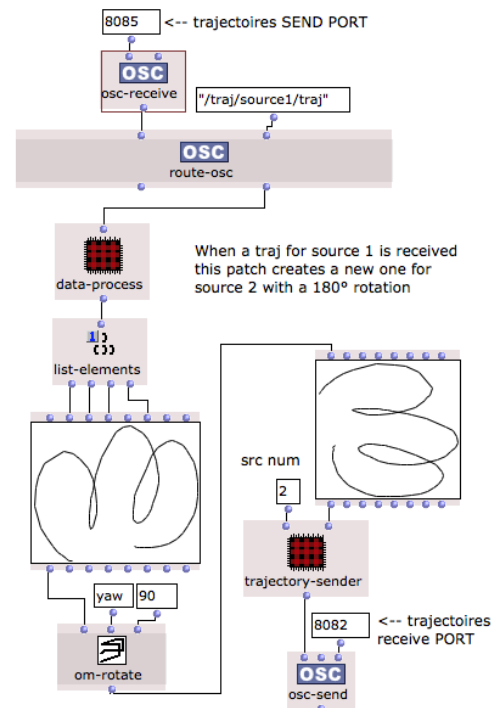 8085
<-- trajectoires SEND PORT
OSC
osc-receive
"/traj/source1/traj"
OSC
route-osc
data-process
When a traj for source 1 is received
this patch creates a new one for
source 2 with a 180º rotation
1
list-elements
src num
2
trajectory-sender
yaw
90
om-rotate
8082
<-- trajectoires
receive PORT
OSC
osc-send